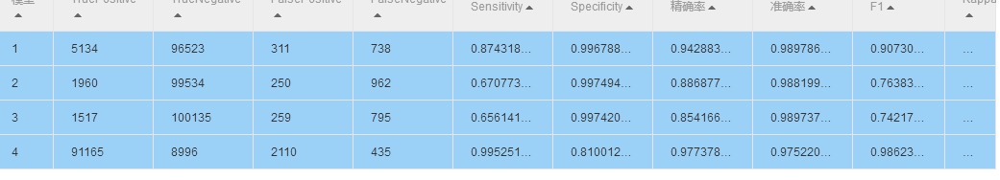 模型 TruePositive TrueNegative FalsePositive FalseNegative Sensitivity Specificity 精确率 准确率 F1 Kappa
1 5134 96523 311 738 0.874318... 0.996788... 0.942883... 0.989786... 0.90730... ...
2 1960 99534 250 962 0.670773... 0.997494... 0.886877... 0.988199... 0.76383... ...
3 1517 100135 259 795 0.656141... 0.997420... 0.854166... 0.989737... 0.74217... ...
4 91165 8996 2110 435 0.995251... 0.810012... 0.977378... 0.975220... 0.98623... ...